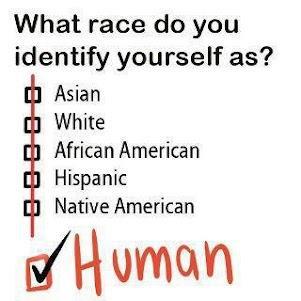 What race do you
identify yourself as?
Asian
White
African American
Hispanic
Native American
Human